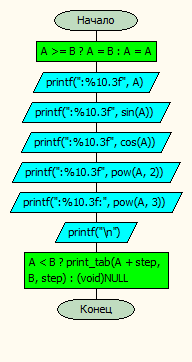 Начало
A >= B ? A = B : A = A
printf(":%10.3f", A)
printf(":%10.3f", sin(A))
printf(":%10.3f", cos(A))
printf(":%10.3f", pow(A, 2))
printf(":%10.3f:", pow(A, 3))
printf("\n")
A < B ? print_tab(A + step,
B, step) : (void)NULL
Конец